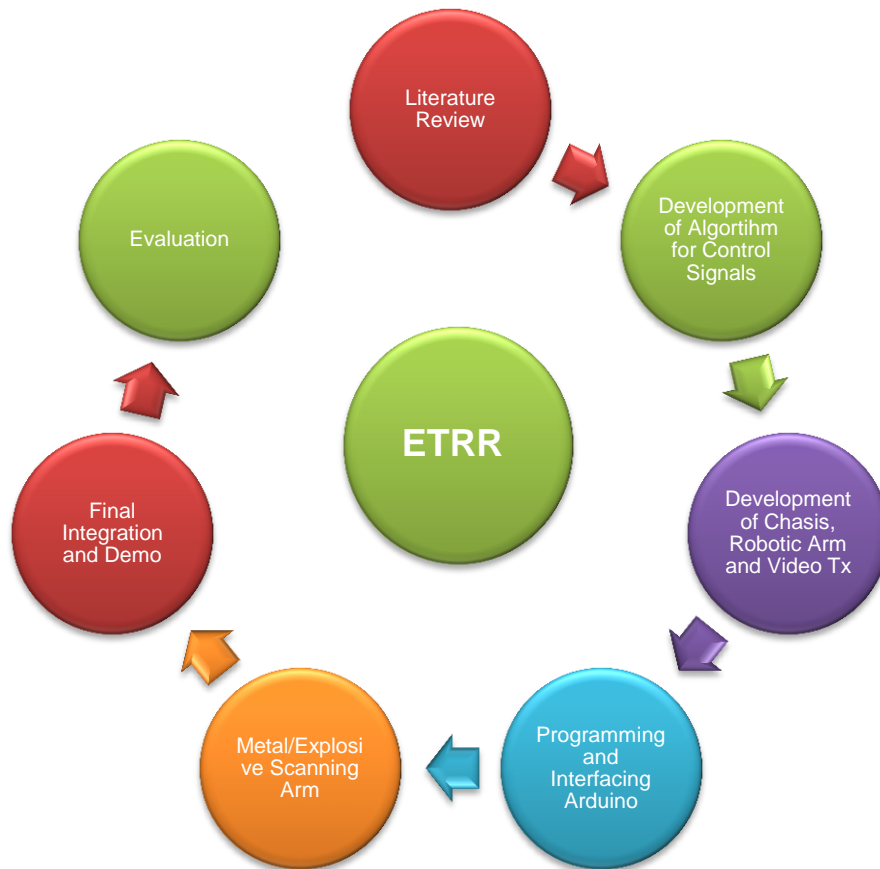 Literature
Review
Development
of Algortihm
for Control
Signals
Development
of Chasis,
Robotic Arm
and Video Tx
Programming
and
Interfacing
Arduino
Metal/Explosi
ve Scanning
Arm
Final
Integration
and Demo
Evaluation
ETRR